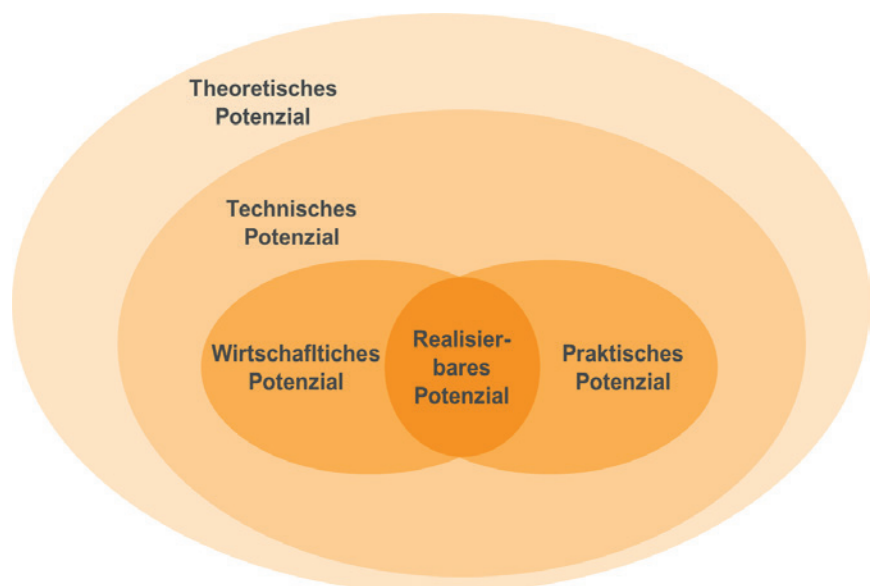 Theoretisches
Potenzial
Technisches
Potenzial
Wirtschafltiches
Potenzial
Realisier-
bares
Potenzial
Praktisches
Potenzial